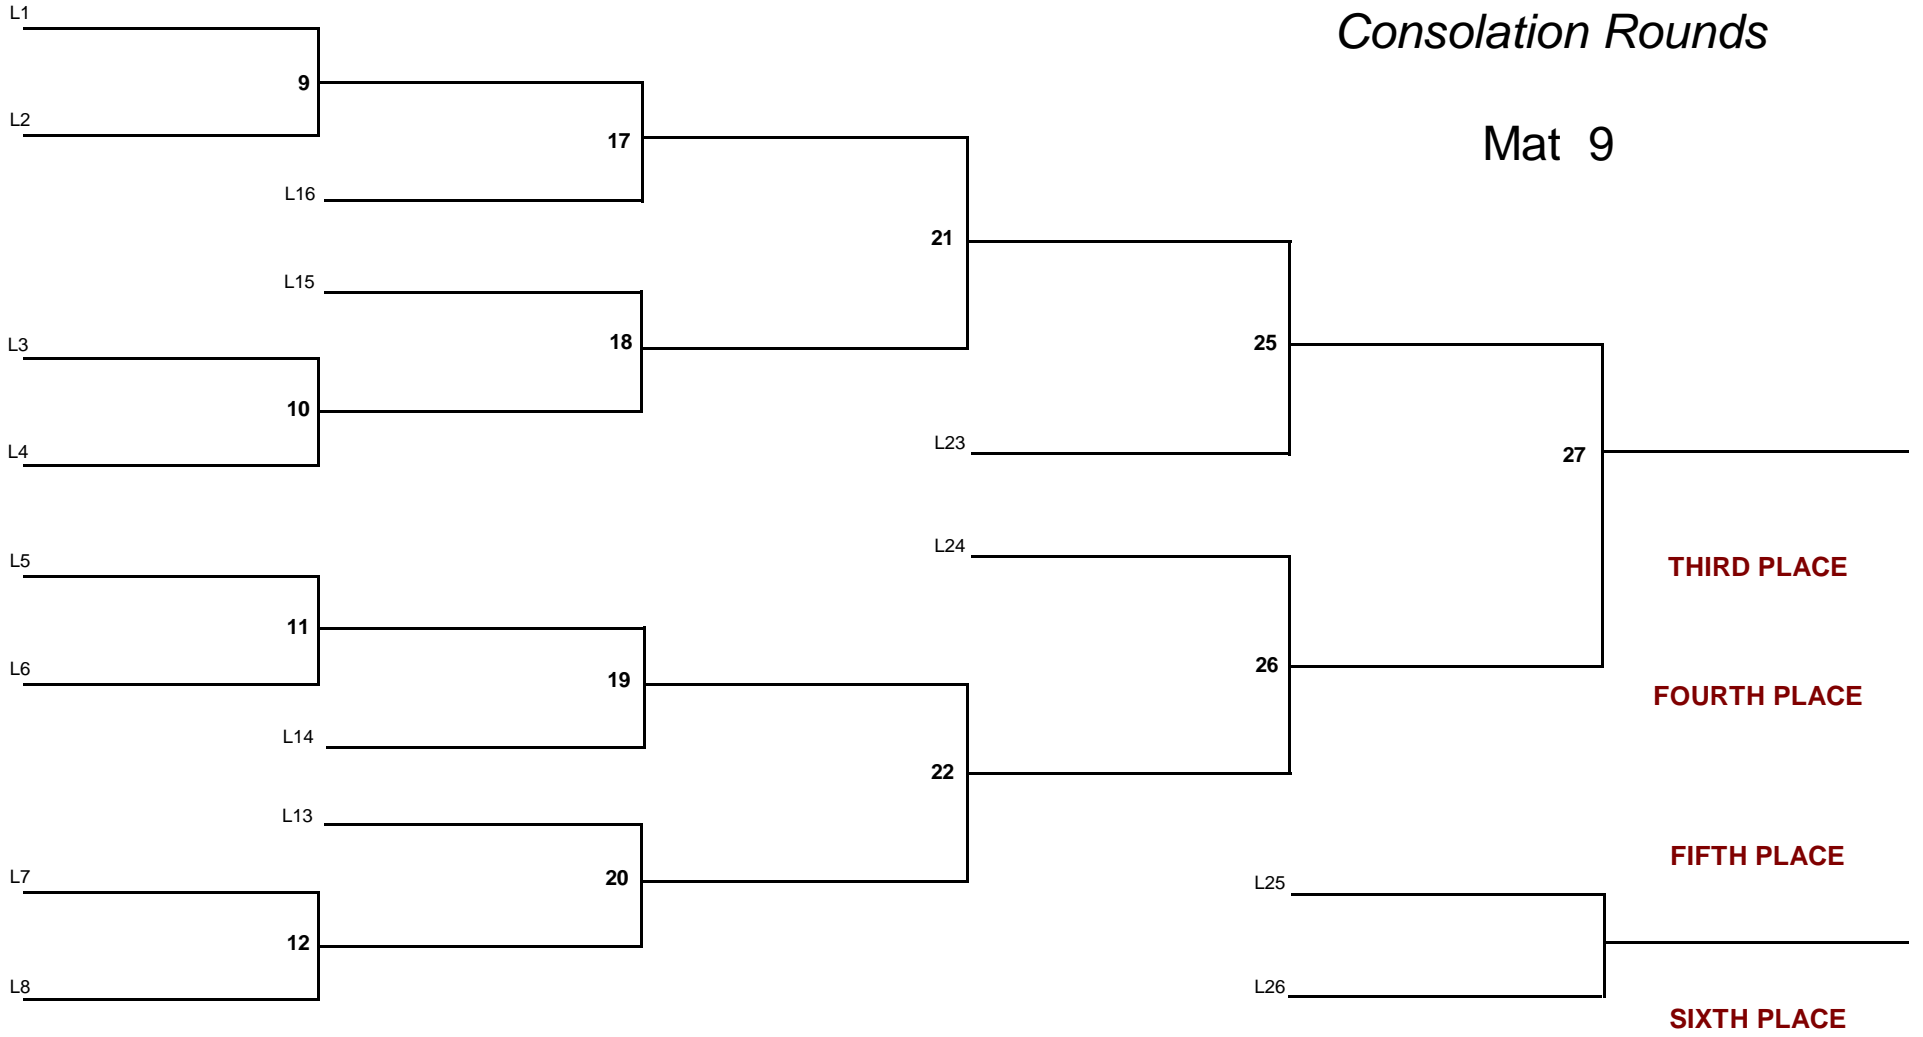 L1
Consolation Rounds
9
L2
17
Mat 9
L16
21
L15
L3
18
25
10
L4
L23
27
L5
L24
THIRD PLACE
11
L6
19
26
FOURTH PLACE
L14
22
L13
FIFTH PLACE
L7
20
L25
12
L8
L26
SIXTH PLACE